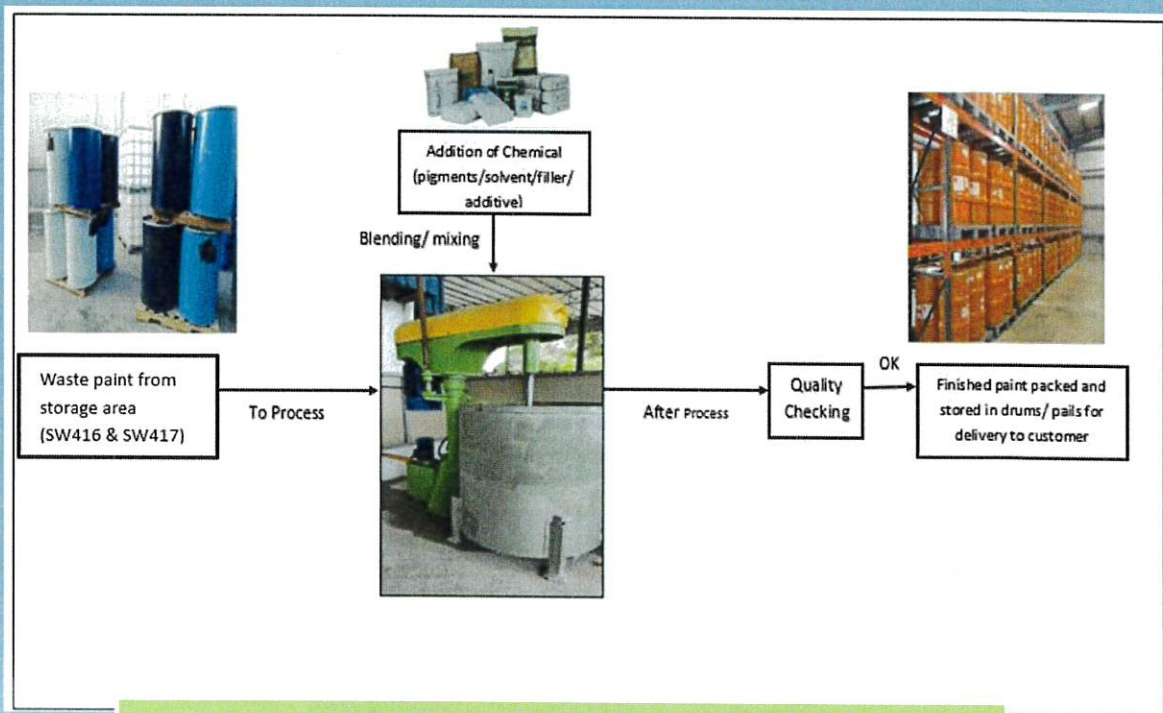 Addition of Chemical
(pigments/solvent/filler/
additive)
Blending/ mixing
Waste paint from
storage area
(SW416 & SW417)
To Process
After Process
Quality
Checking
OK
Finished paint packed and
stored in drums/ pails for
delivery to customer